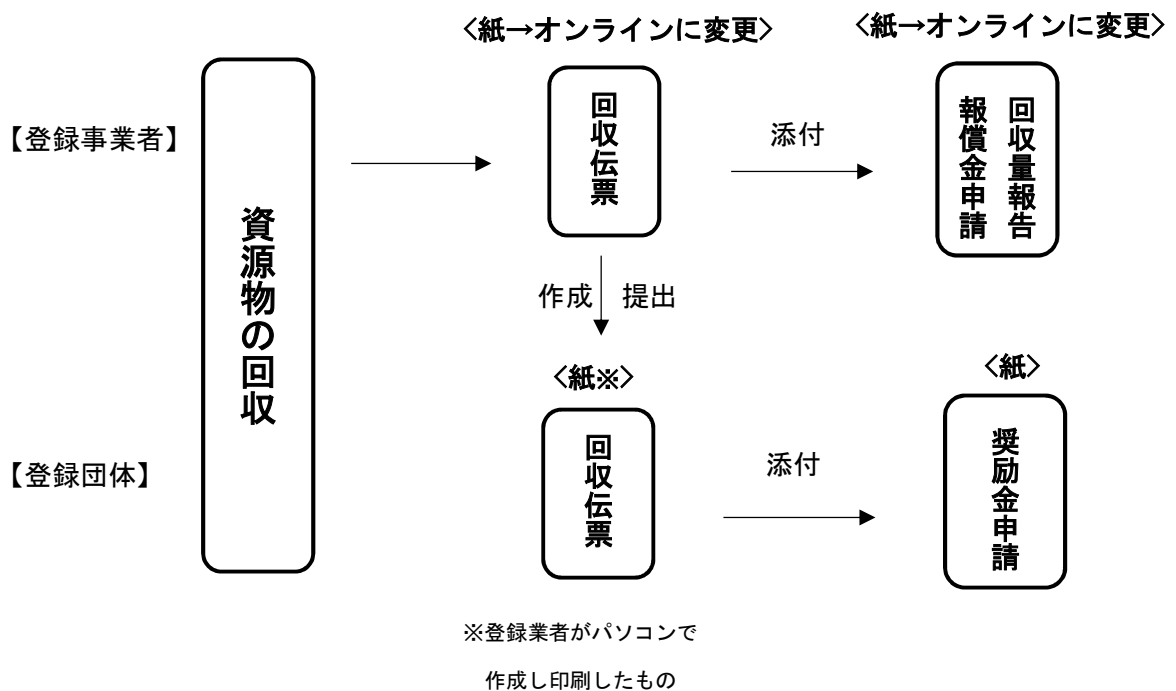 〈紙→オンラインに変更〉
〈紙→オンラインに変更〉
【登録事業者】
資源物の回収
回収伝票
添付
回収量報告
報償金申請
作成
提出
〈紙※〉
〈紙〉
【登録団体】
回収伝票
添付
奨励金申請
※登録業者がパソコンで
作成し印刷したもの